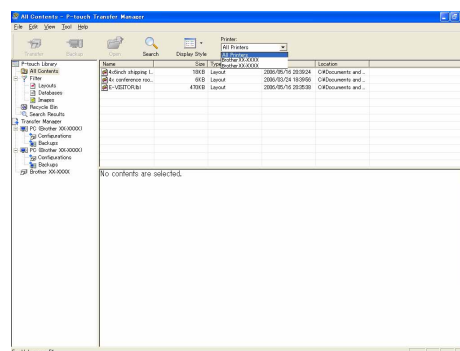 All Contents - P-touch Transfer Manager
File Edit View Tool Help
Transfer Backup Open Search Display Style
Printer:
All Printers
All Printers
Brother XX-XXXX
Brother XX-XXXX
P-touch Library
All Contents
Filter
Layouts
Databases
Images
Recycle Bin
Search Results
Transfer Manager
PC (Brother XX-XXXX)
Configurations
Backups
PC (Brother XX-XXXX)
Configurations
Backups
Brother XX-XXXX
Name Size Type Location
4x6inch shipping l... 18KB Layout 2006/05/16 20:39:24 C:¥Documents and ...
4x conference roo... 6KB Layout 2006/03/24 16:39:56 C:¥Documents and ...
E-VISITOR.lbl 470KB Layout 2006/05/16 20:35:38 C:¥Documents and ...
No contents are selected.